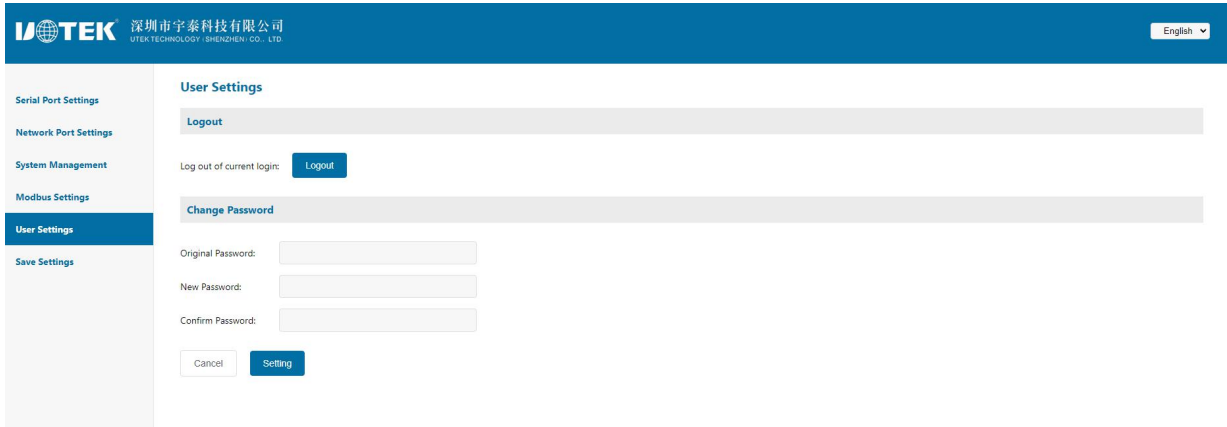 UTEK® 深圳市宇泰科技有限公司
UTEK TECHNOLOGY (SHENZHEN) CO., LTD.
English
Serial Port Settings
Network Port Settings
System Management
Modbus Settings
User Settings
Save Settings
User Settings
Logout
Log out of current login: Logout
Change Password
Original Password:
New Password:
Confirm Password:
Cancel Setting